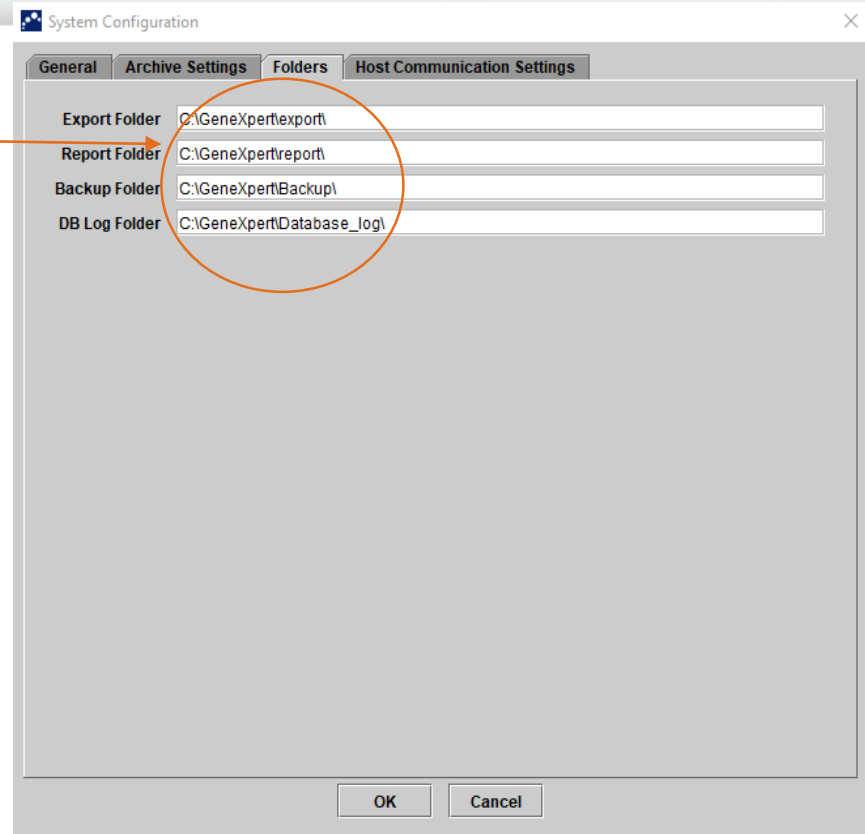 System Configuration
General Archive Settings Folders Host Communication Settings
Export Folder C:\GeneXpert\export\
Report Folder C:\GeneXpert\report\
Backup Folder C:\GeneXpert\Backup\
DB Log Folder C:\GeneXpert\Database_log\
OK Cancel